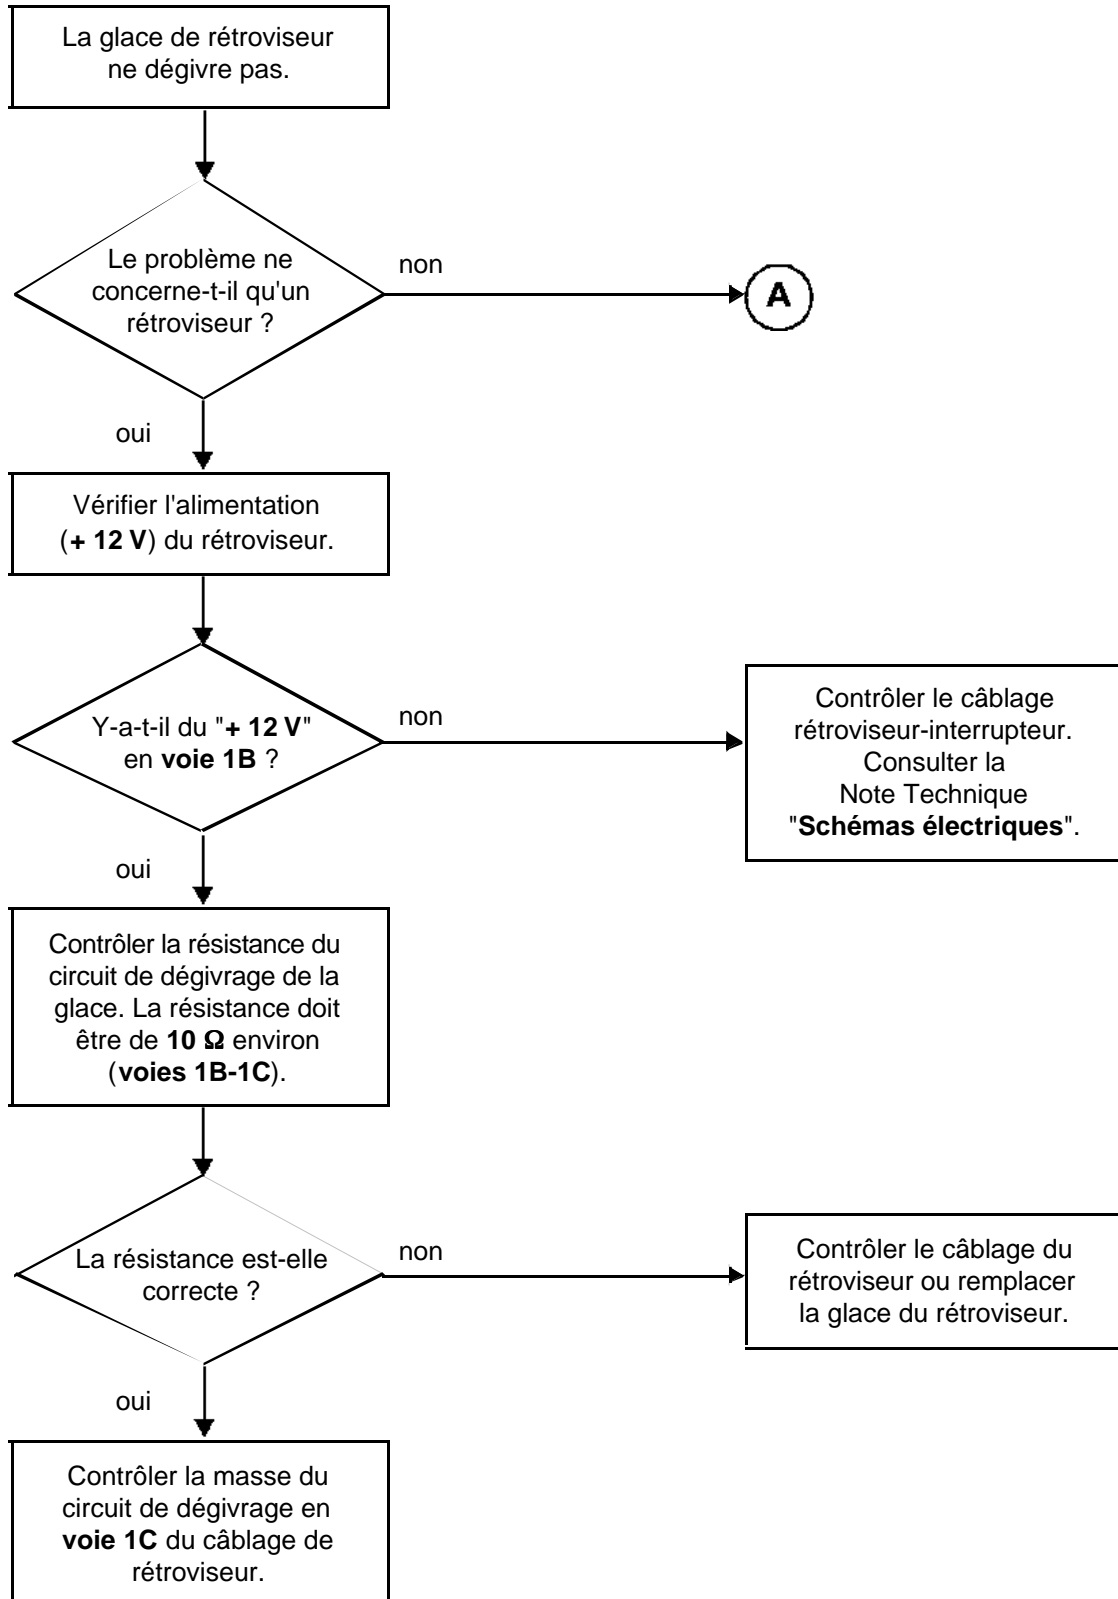 La glace de rétroviseur
ne dégivre pas.
Le problème ne
concerne-t-il qu'un
rétroviseur ?
non
A
oui
Vérifier l'alimentation
(+ 12 V) du rétroviseur.
Y-a-t-il du "+ 12 V"
en voie 1B ?
non
Contrôler le câblage
rétroviseur-interrupteur.
Consulter la
Note Technique
"Schémas électriques".
oui
Contrôler la résistance du
circuit de dégivrage de la
glace. La résistance doit
être de 10 Ω environ
(voies 1B-1C).
La résistance est-elle
correcte ?
non
Contrôler le câblage du
rétroviseur ou remplacer
la glace du rétroviseur.
oui
Contrôler la masse du
circuit de dégivrage en
voie 1C du câblage de
rétroviseur.